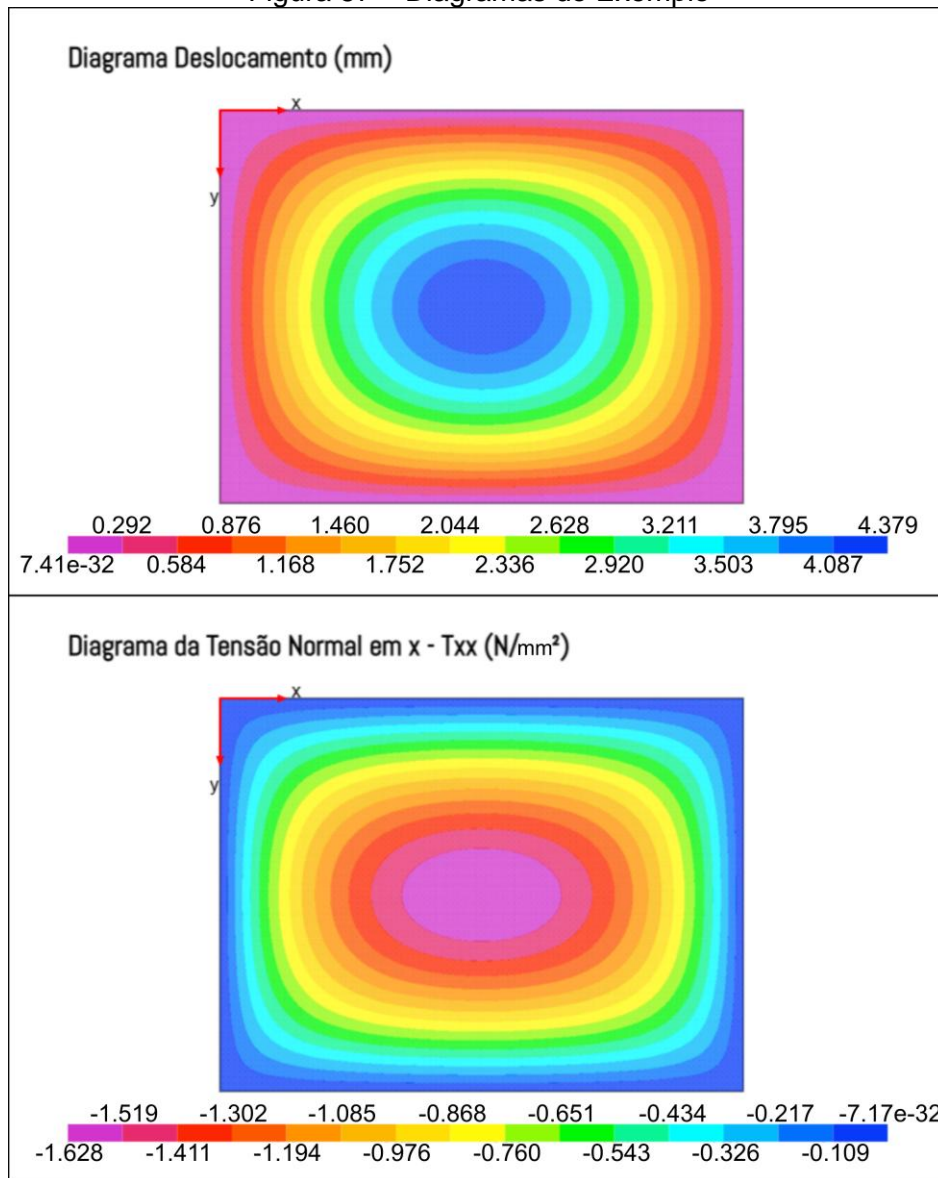 Diagrama Deslocamento (mm)
x
y
0.292 0.876 1.460 2.044 2.628 3.211 3.795 4.379
7.41e-32 0.584 1.168 1.752 2.336 2.920 3.503 4.087
Diagrama da Tensão Normal em x - Txx (N/mm²)
x
y
-1.519 -1.302 -1.085 -0.868 -0.651 -0.434 -0.217 -7.17e-32
-1.628 -1.411 -1.194 -0.976 -0.760 -0.543 -0.326 -0.109